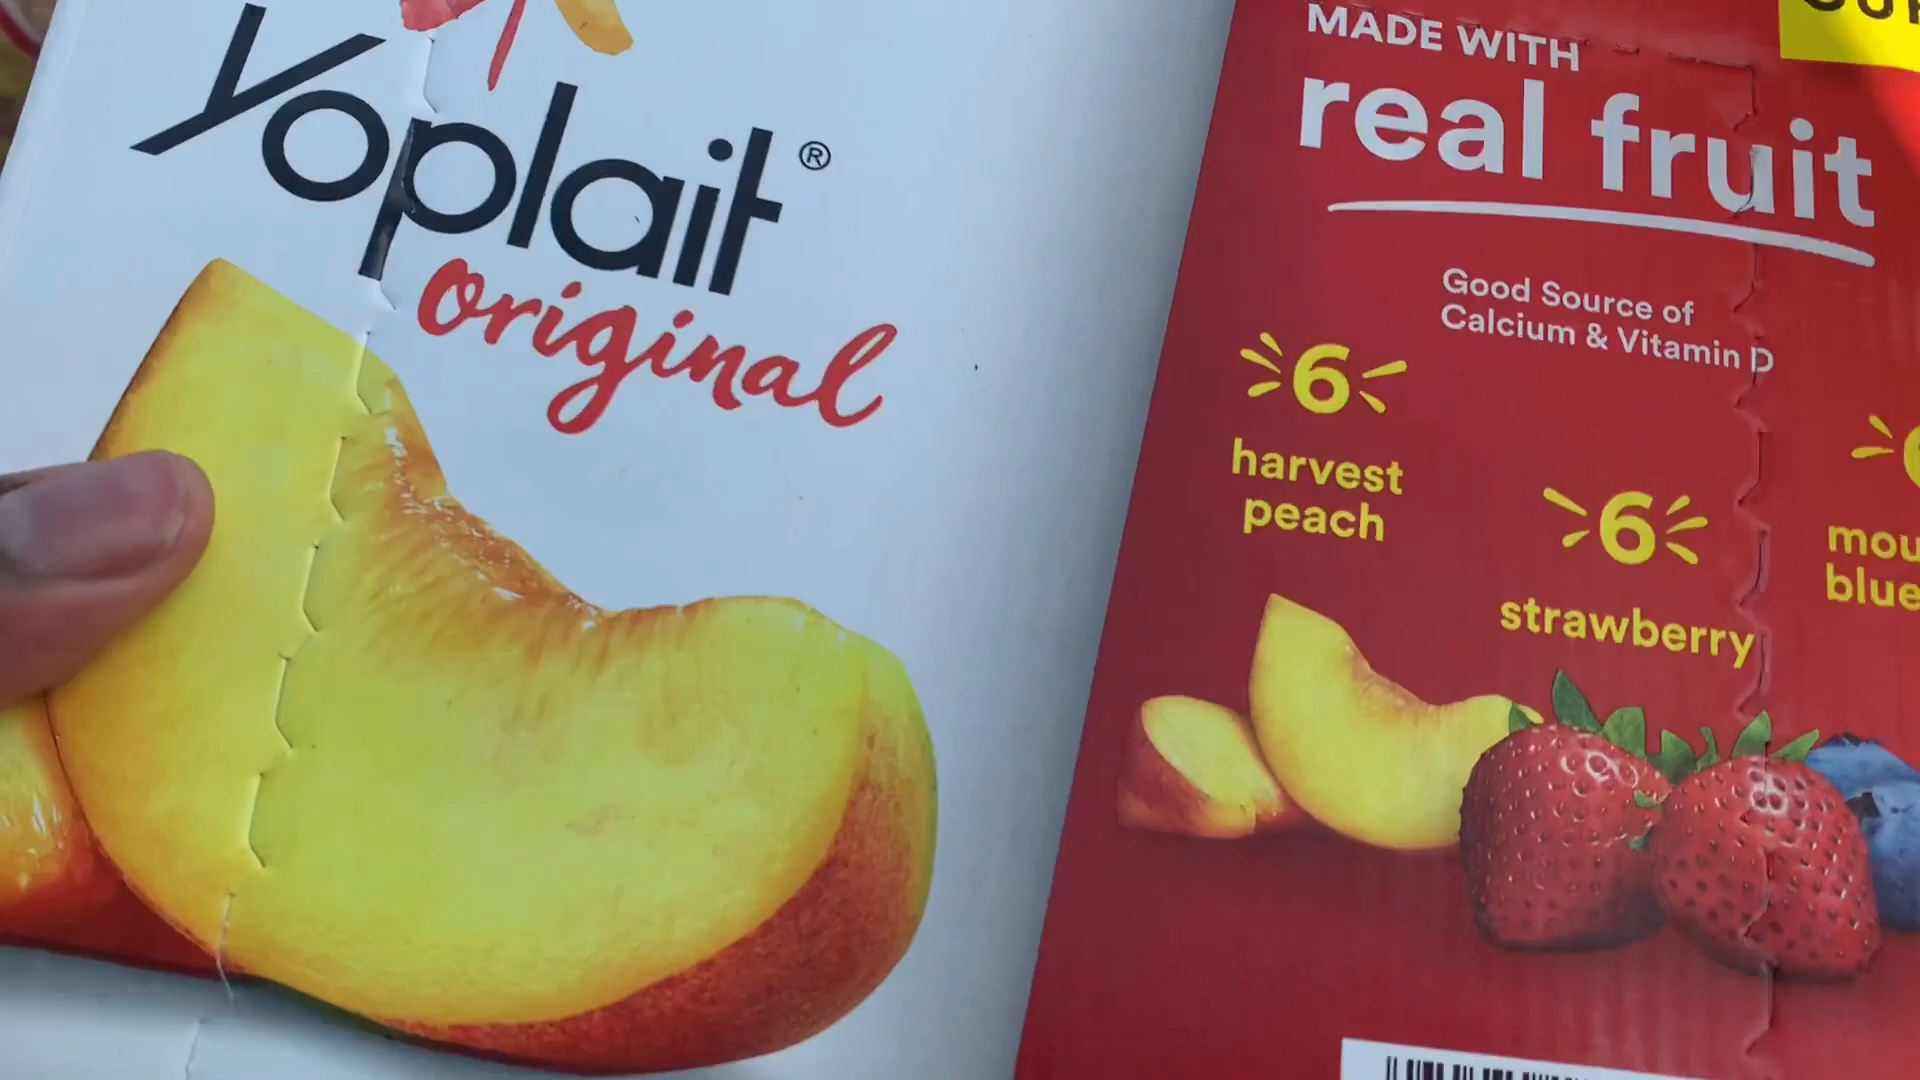 Yoplait®
original
MADE WITH
real fruit
Good Source of
Calcium & Vitamin D
6
harvest
peach
6
strawberry